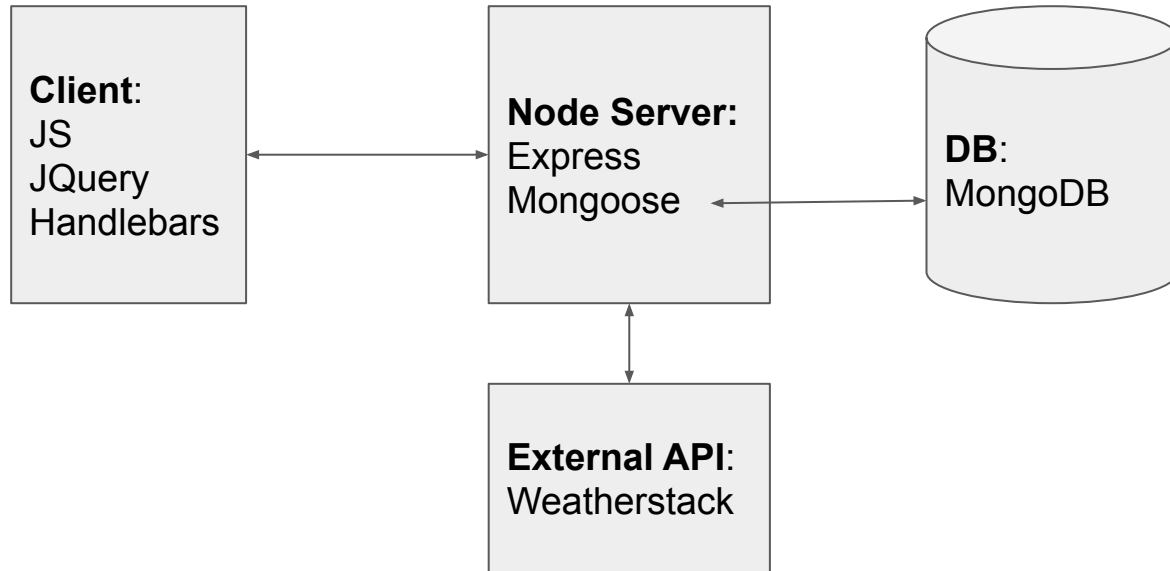 Client:
JS
JQuery
Handlebars
Node Server:
Express
Mongoose
DB:
MongoDB
External API:
Weatherstack